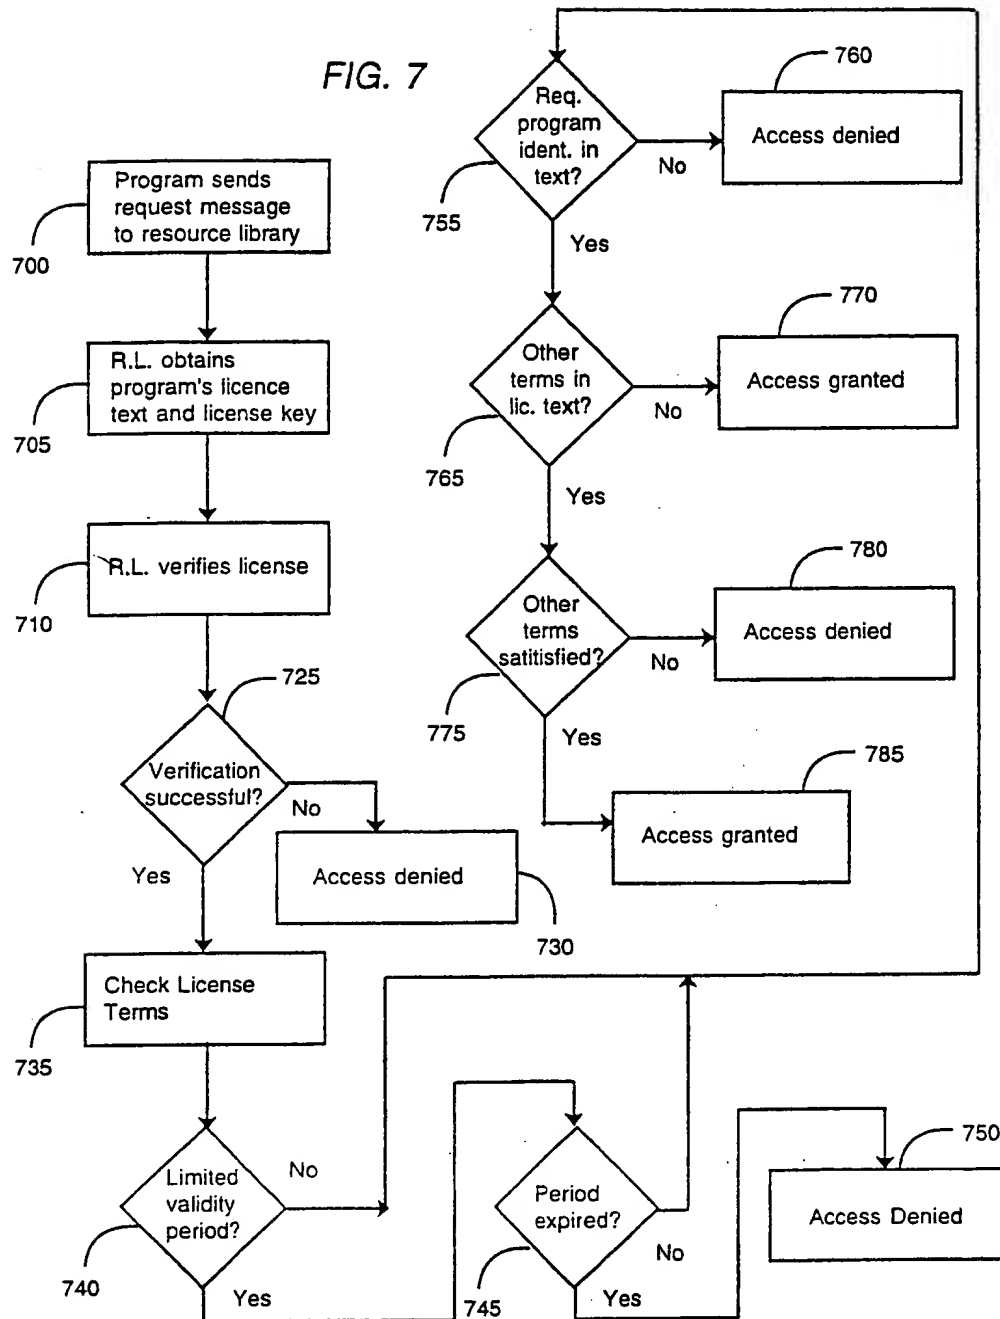 FIG. 7
Program sends
request message
to resource library
700
R.L. obtains
program's licence
text and license key
705
R.L. verifies license
710
725
Verification
successful?
No
Yes
Access denied
730
Check License
Terms
735
Limited
validity
period?
No
740
Yes
Period
expired?
No
745
Yes
750
Access Denied
Req.
program
ident. in
text?
755
No
760
Access denied
Yes
Other
terms in
lic. text?
765
No
770
Access granted
Yes
Other
terms
satitisfied?
775
No
780
Access denied
Yes
785
Access granted